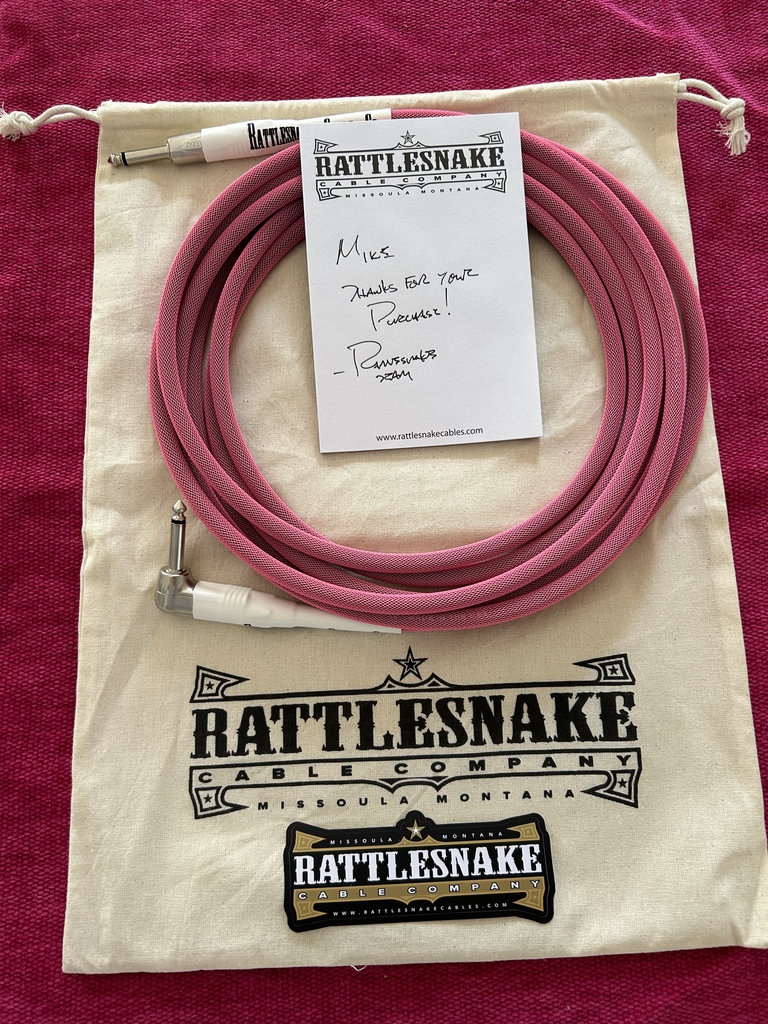 RATTLESNAKE
RATTLESNAKE
CABLE COMPANY
MISSOULA MONTANA
MIKE
THANKS FOR YOUR
PURCHASE!
- RATTLESNAKE
TEAM
www.rattlesnakecables.com
RATTLESNAKE
CABLE COMPANY
MISSOULA MONTANA
MISSOULA MONTANA
RATTLESNAKE
CABLE COMPANY
WWW.RATTLESNAKECABLES.COM